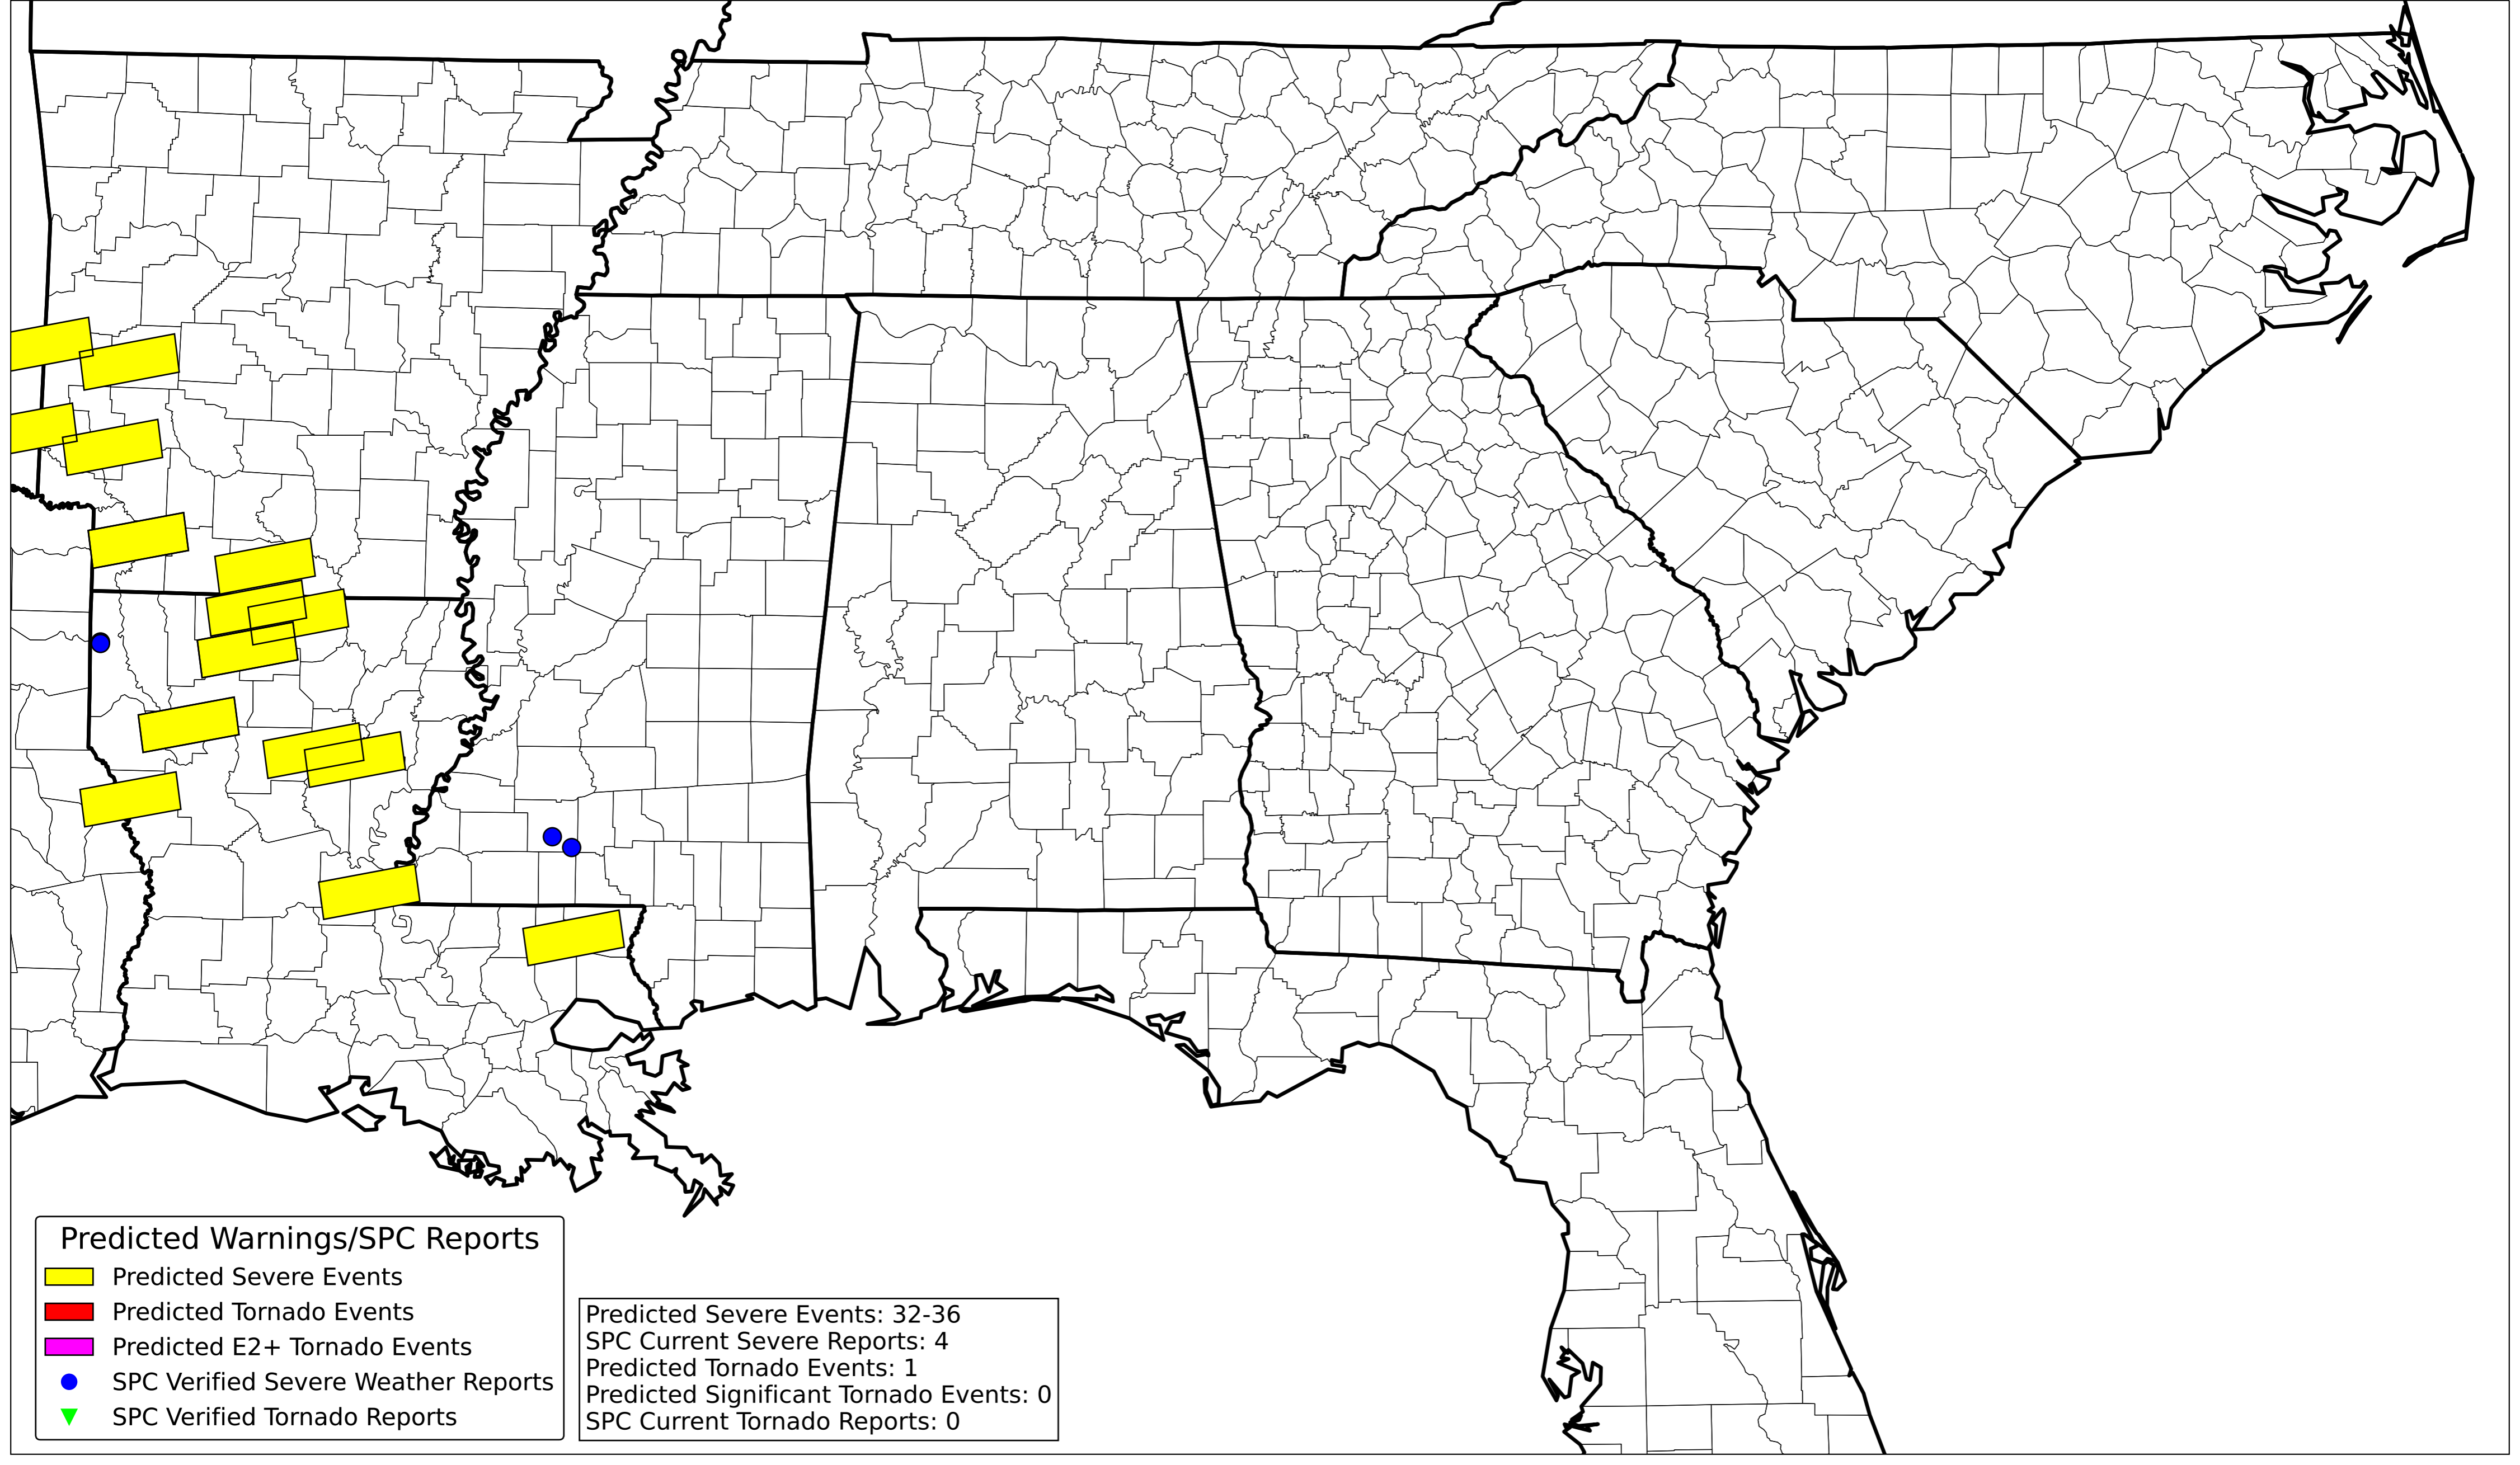 Predicted Warnings/SPC Reports
Predicted Severe Events
Predicted Tornado Events
Predicted E2+ Tornado Events
SPC Verified Severe Weather Reports
SPC Verified Tornado Reports
Predicted Severe Events: 32-36
SPC Current Severe Reports: 4
Predicted Tornado Events: 1
Predicted Significant Tornado Events: 0
SPC Current Tornado Reports: 0